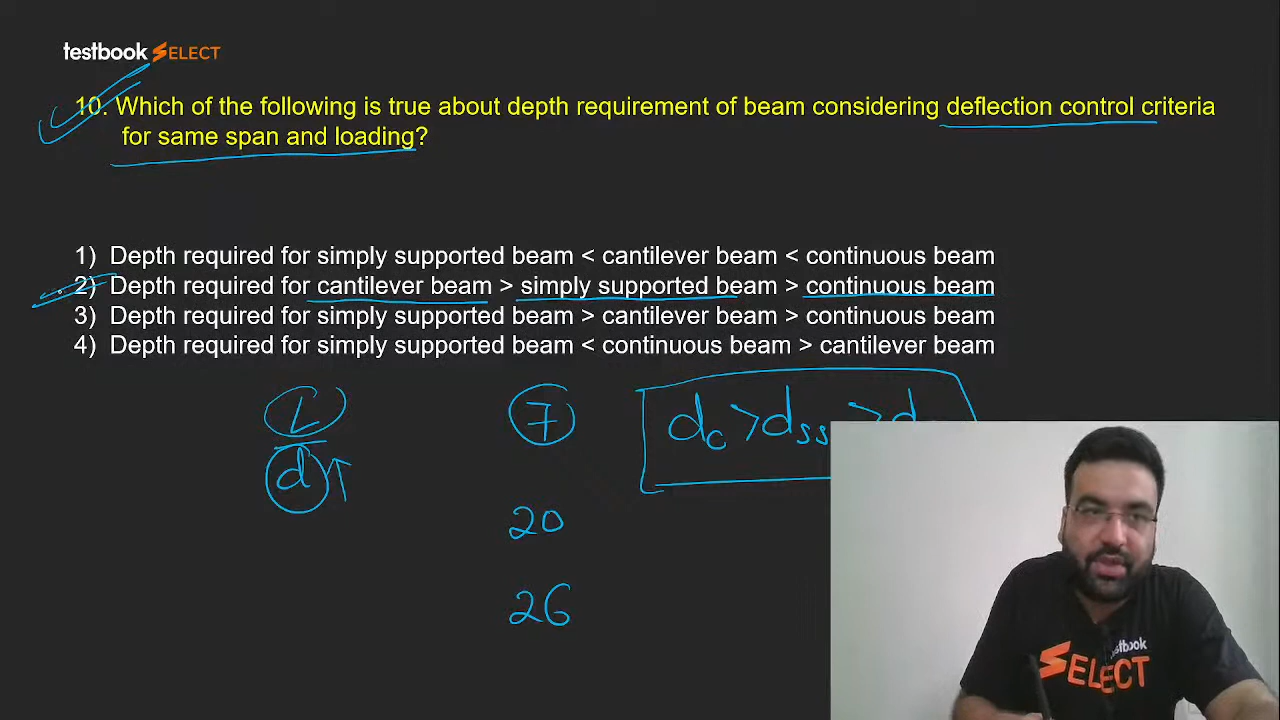 testbook SELECT
10. Which of the following is true about depth requirement of beam considering deflection control criteria
for same span and loading?
1) Depth required for simply supported beam < cantilever beam < continuous beam
2) Depth required for cantilever beam > simply supported beam > continuous beam
3) Depth required for simply supported beam > cantilever beam > continuous beam
4) Depth required for simply supported beam < continuous beam > cantilever beam
L
d↑
7
20
26
dc > dss > d
testbook
SELECT